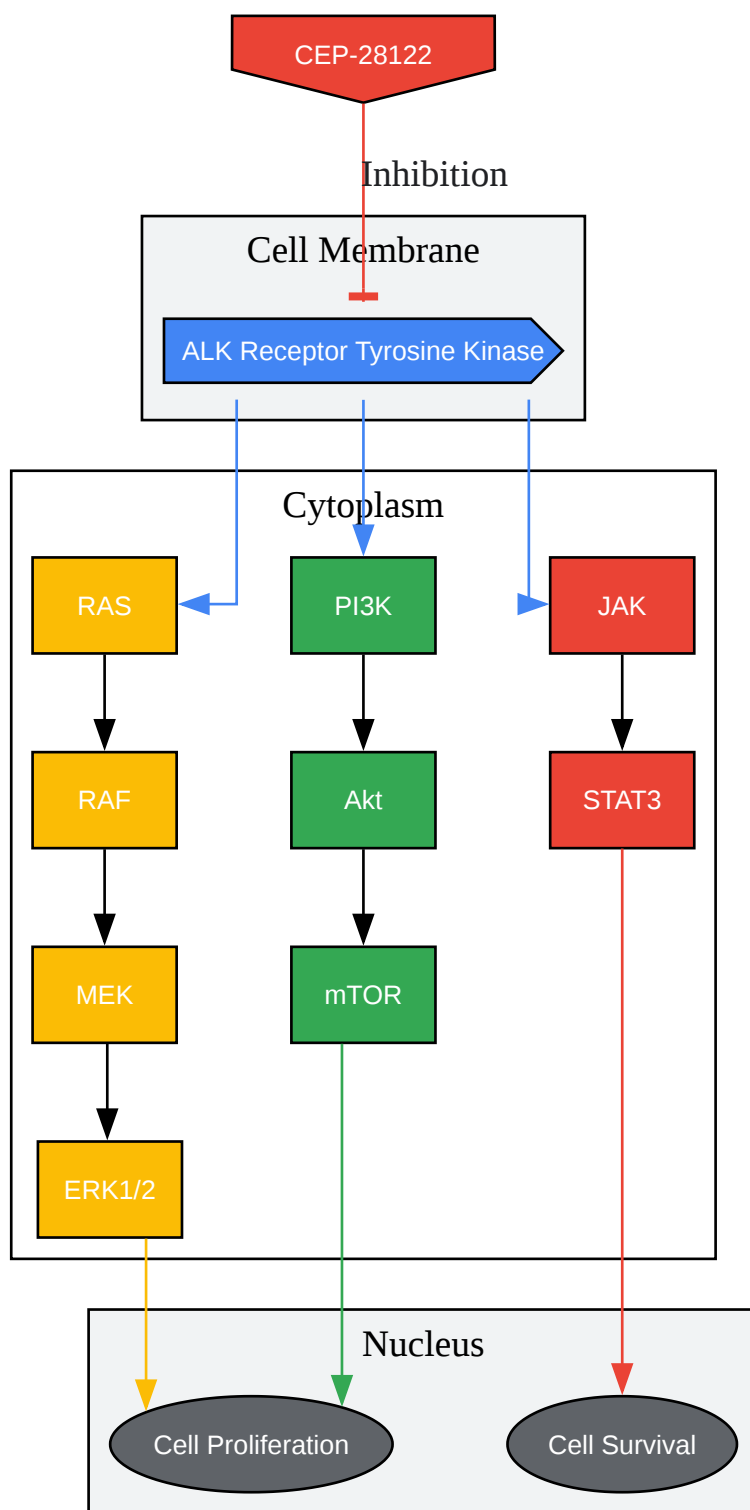 CEP-28122
Inhibition
Cell Membrane
ALK Receptor Tyrosine Kinase
Cytoplasm
RAS
PI3K
JAK
RAF
Akt
STAT3
MEK
mTOR
ERK1/2
Nucleus
Cell Proliferation
Cell Survival